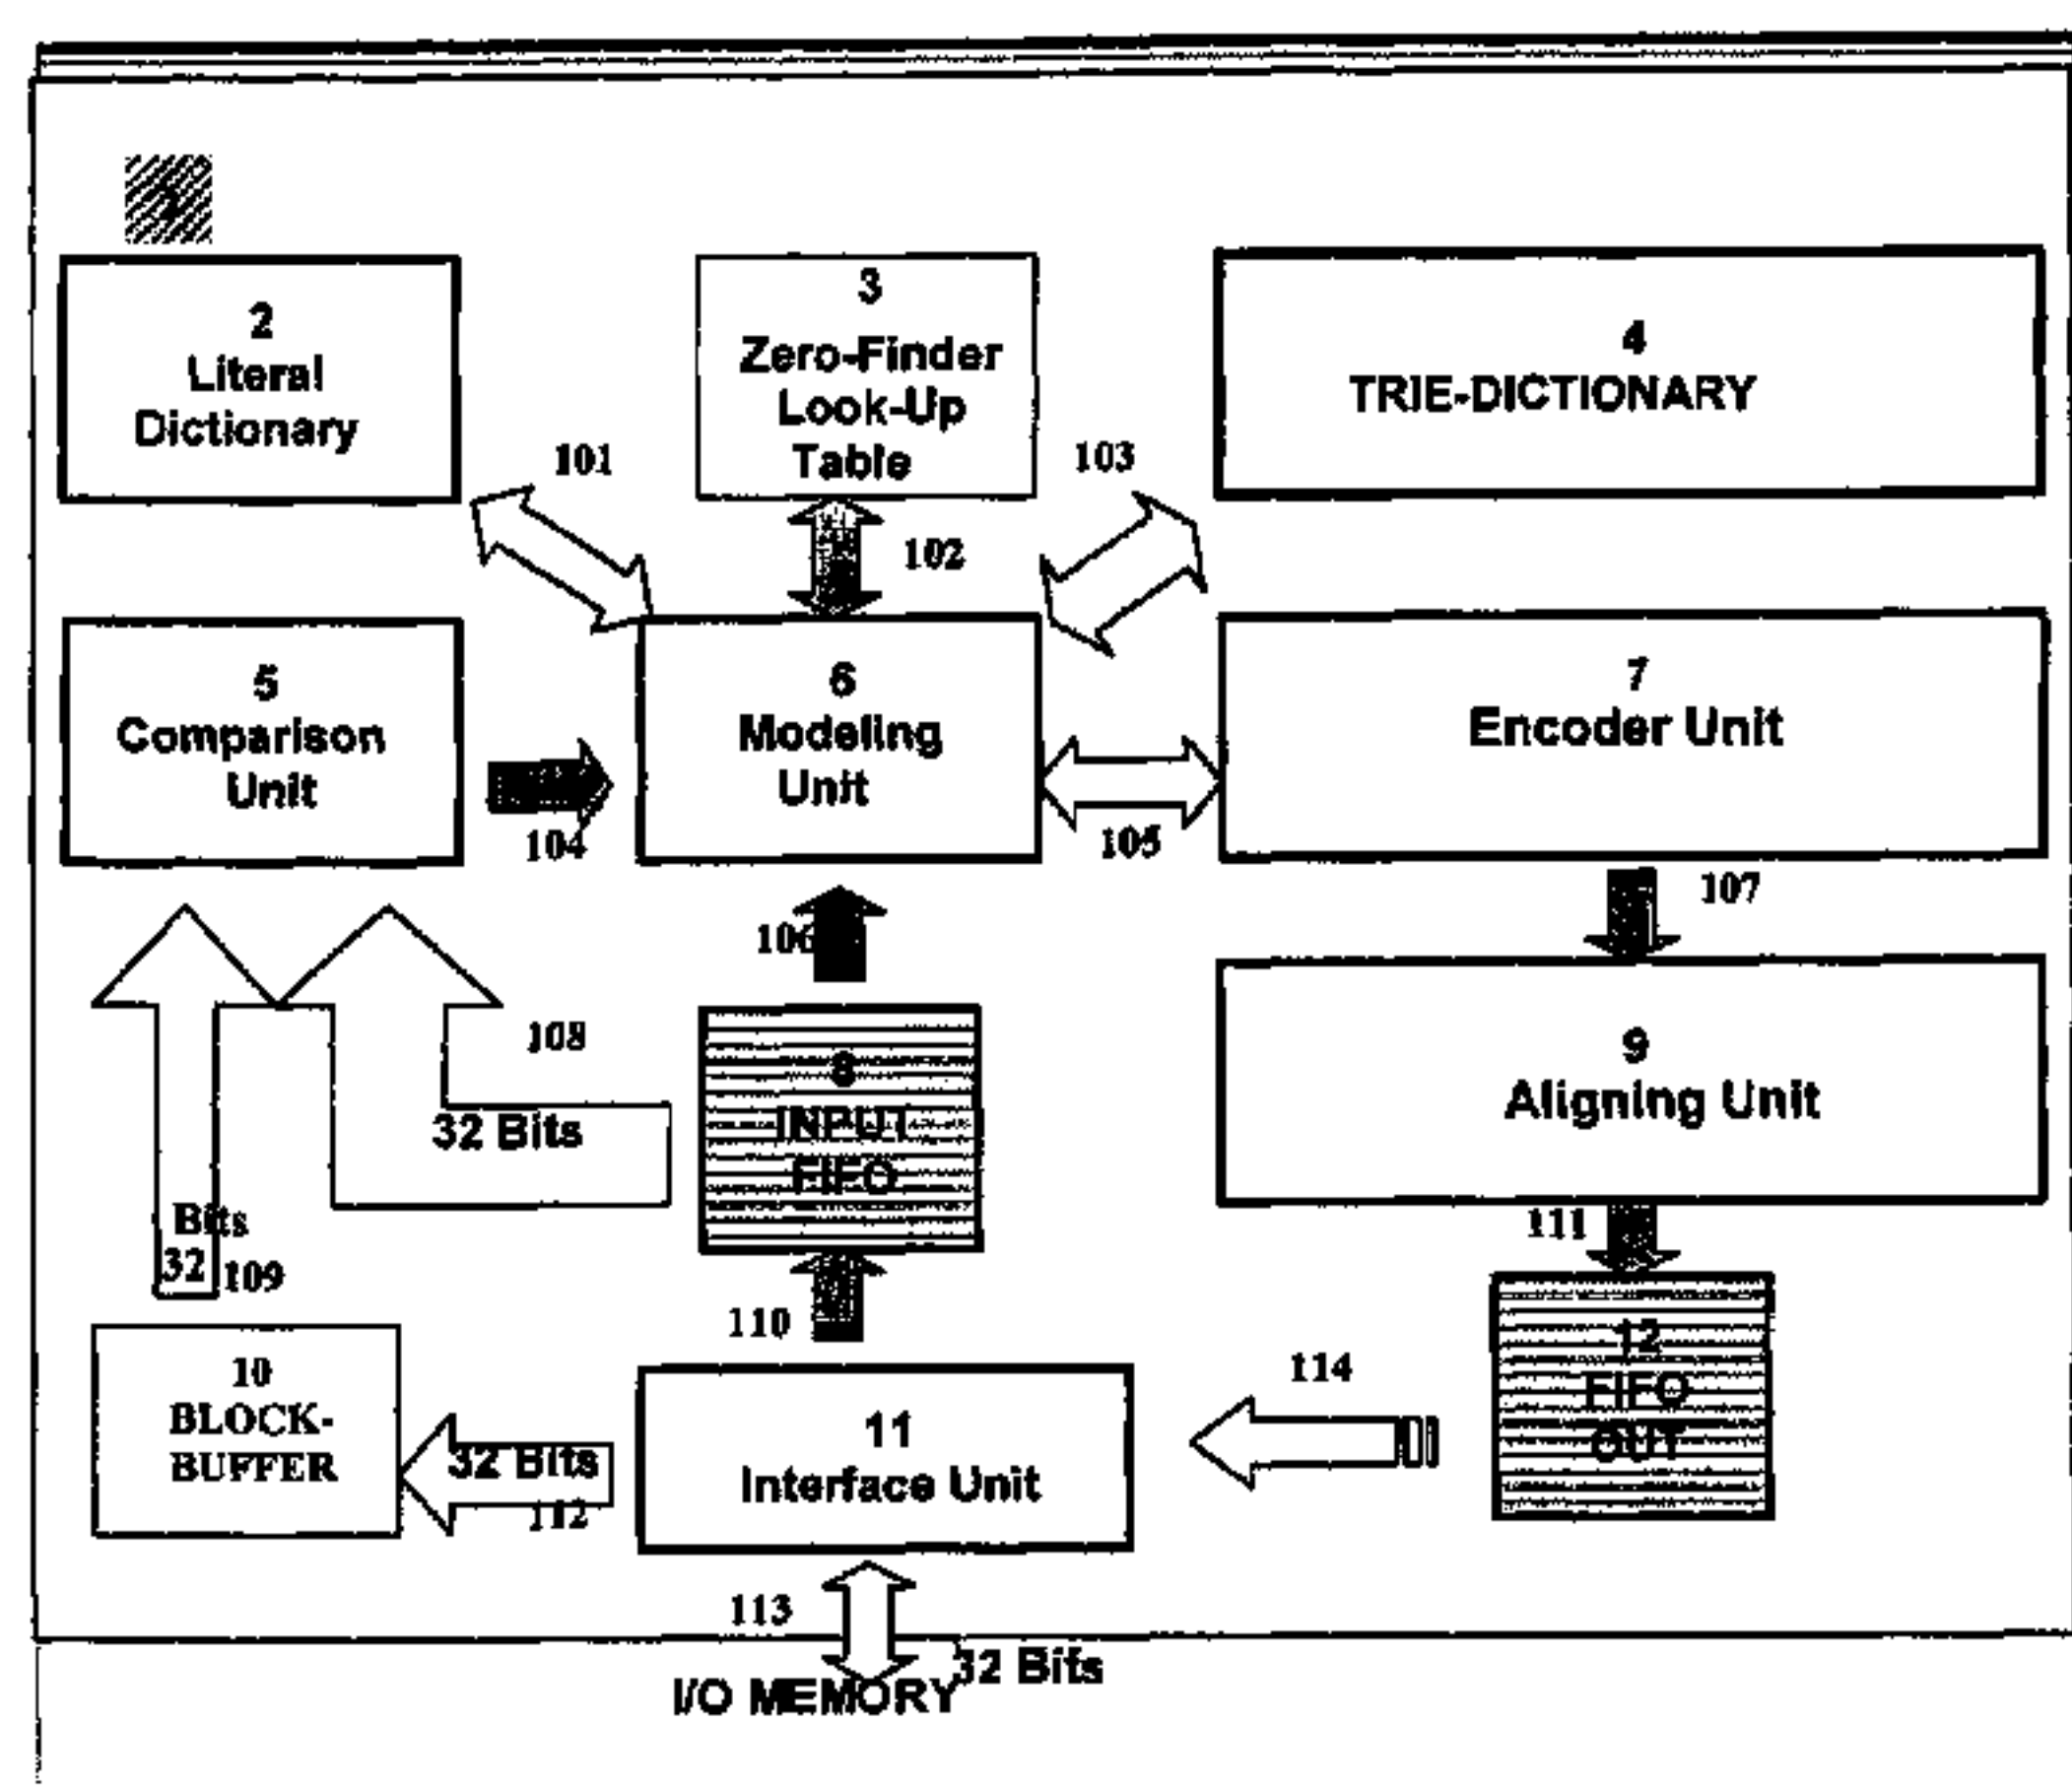 2
Literal
Dictionary
3
Zero-Finder
Look-Up
Table
4
TRIE-DICTIONARY
101
102
103
5
Comparison
Unit
104
6
Modeling
Unit
105
7
Encoder Unit
106
107
108
32 Bits
8
INPUT
FIFO
9
Aligning Unit
Bits
32
109
110
111
10
BLOCK-
BUFFER
32 Bits
112
11
Interface Unit
114
12
FIFO
OUT
113
32 Bits
I/O MEMORY